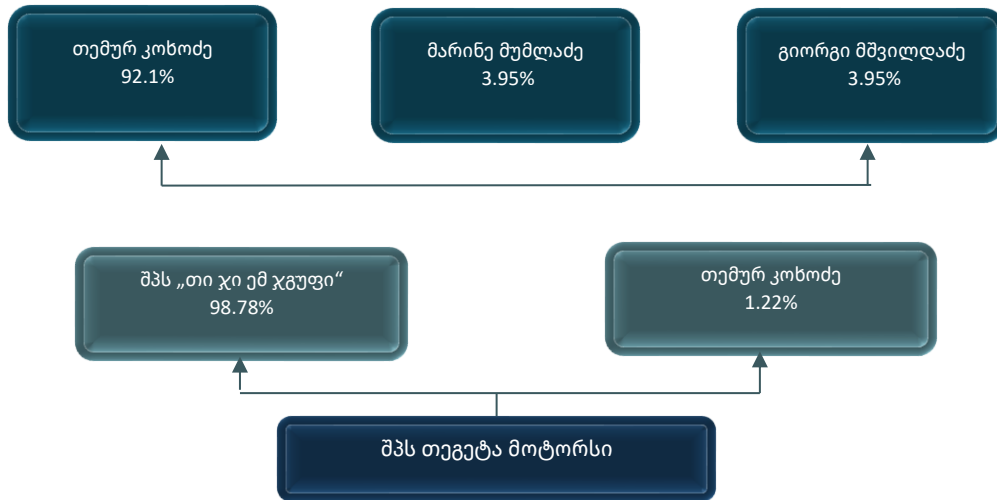 თემურ კოხოძე
92.1%
მარინე მუმლაძე
3.95%
გიორგი მშვილდაძე
3.95%
შპს „თი ჯი ემ ჯგუფი“
98.78%
თემურ კოხოძე
1.22%
შპს თეგეტა მოტორსი